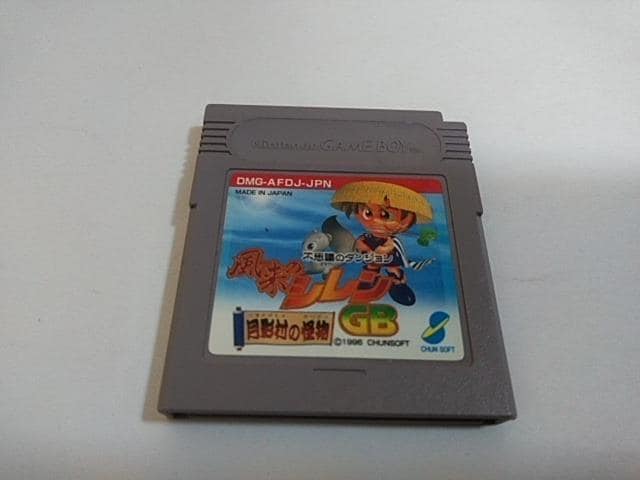 Nintendo GAME BOY
DMG-AFDJ-JPN
MADE IN JAPAN
不思議のダンジョン
風来のシレン
GB
月影村の怪物
©1996 CHUNSOFT
CHUN SOFT